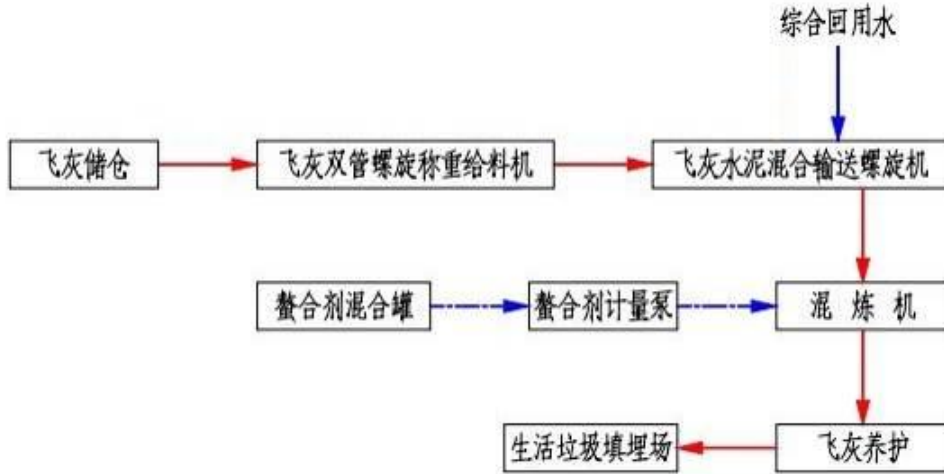 综合回用水
飞灰储仓
飞灰双管螺旋称重给料机
飞灰水泥混合输送螺旋机
螯合剂混合罐
螯合剂计量泵
混炼机
生活垃圾填埋场
飞灰养护